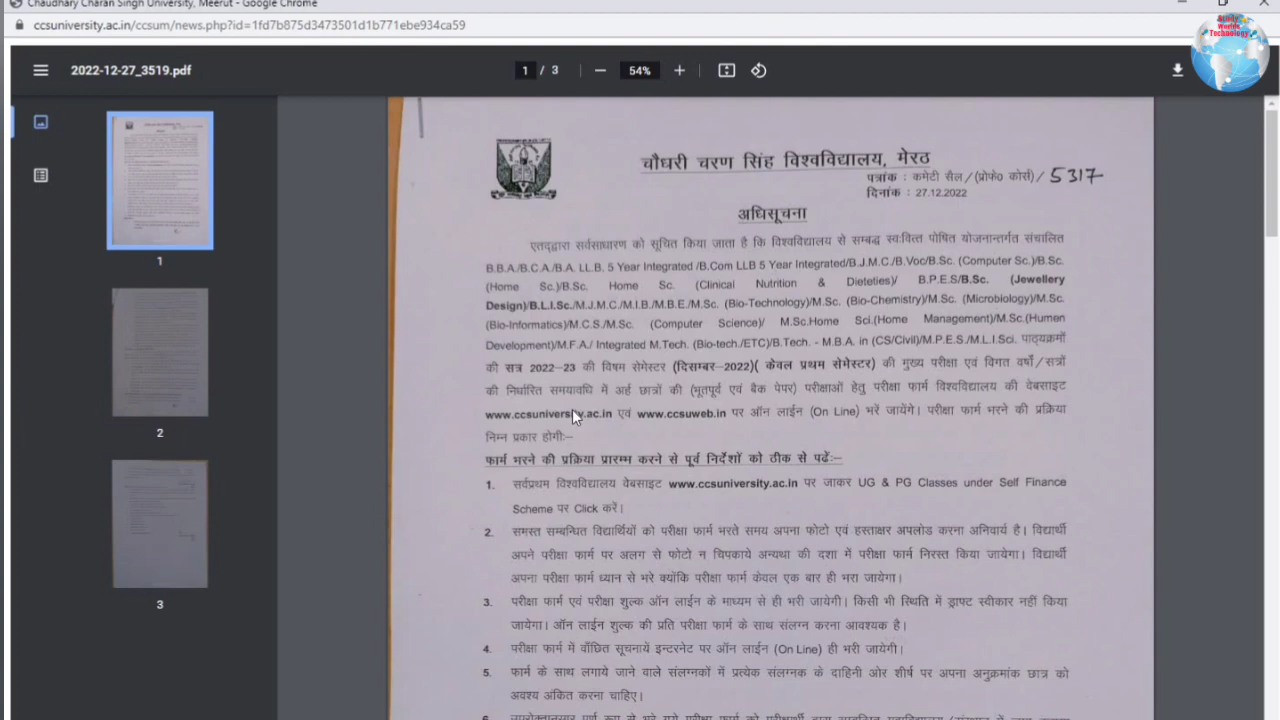 Chaudhary Charan Singh University, Meerut - Google Chrome
ccsuniversity.ac.in/ccsum/news.php?id=1fd7b875d3473501d1b771ebe934ca59
Study
World
Technology
2022-12-27_3519.pdf
1 / 3
54%
1
2
3
चौधरी चरण सिंह विश्वविद्यालय, मेरठ
पत्रांक : कमेटी सैल/(प्रोफे0 कोर्स)/ 5317
दिनांक : 27.12.2022
अधिसूचना
एतद्द्वारा सर्वसाधारण को सूचित किया जाता है कि विश्वविद्यालय से सम्बद्ध स्व:वित्त पोषित योजनान्तर्गत संचालित
B.B.A/B.C.A/B.A. LL.B. 5 Year Integrated /B.Com LLB 5 Year Integrated/B.J.M.C./B.Voc/B.Sc. (Computer Sc.)/B.Sc.
(Home Sc.)/B.Sc. Home Sc. (Clinical Nutrition & Dieteties)/ B.P.E.S/B.Sc. (Jewellery
Design)/B.L.I.Sc./M.J.M.C./M.I.B./M.B.E./M.Sc. (Bio-Technology)/M.Sc. (Bio-Chemistry)/M.Sc. (Microbiology)/M.Sc.
(Bio-Informatics)/M.C.S./M.Sc. (Computer Science)/ M.Sc.Home Sci.(Home Management)/M.Sc.(Human
Development)/M.F.A./ Integrated M.Tech. (Bio-tech./ETC)/B.Tech. - M.B.A. in (CS/Civil)/M.P.E.S./M.L.I.Sci. पाठ्यक्रमों
की सत्र 2022-23 की विषम सेमेस्टर (दिसम्बर-2022)( केवल प्रथम सेमेस्टर) की मुख्य परीक्षा एवं विगत वर्षों/सत्रों
की निर्धारित समयावधि में अर्ह छात्रों की (भूतपूर्व एवं बैक पेपर) परीक्षाओं हेतु परीक्षा फार्म विश्वविद्यालय की वेबसाइट
www.ccsuniversity.ac.in एवं www.ccsuweb.in पर ऑन लाईन (On Line) भरें जायेंगे। परीक्षा फार्म भरने की प्रक्रिया
निम्न प्रकार होगी:-
फार्म भरने की प्रक्रिया प्रारम्भ करने से पूर्व निर्देशों को ठीक से पढें:-
1. सर्वप्रथम विश्वविद्यालय वेबसाइट www.ccsuniversity.ac.in पर जाकर UG & PG Classes under Self Finance
Scheme पर Click करें।
2. समस्त सम्बन्धित विद्यार्थियों को परीक्षा फार्म भरते समय अपना फोटो एवं हस्ताक्षर अपलोड करना अनिवार्य है। विद्यार्थी
अपने परीक्षा फार्म पर अलग से फोटो न चिपकाये अन्यथा की दशा में परीक्षा फार्म निरस्त किया जायेगा। विद्यार्थी
अपना परीक्षा फार्म ध्यान से भरे क्योंकि परीक्षा फार्म केवल एक बार ही भरा जायेगा।
3. परीक्षा फार्म एवं परीक्षा शुल्क ऑन लाईन के माध्यम से ही भरी जायेगी। किसी भी स्थिति में ड्राफ्ट स्वीकार नहीं किया
जायेगा। ऑन लाईन शुल्क की प्रति परीक्षा फार्म के साथ संलग्न करना आवश्यक है।
4. परीक्षा फार्म में वाँछित सूचनायें इन्टरनेट पर ऑन लाईन (On Line) ही भरी जायेगी।
5. फार्म के साथ लगाये जाने वाले संलग्नकों में प्रत्येक संलग्नक के दाहिनी ओर शीर्ष पर अपना अनुक्रमांक छात्र को
अवश्य अंकित करना चाहिए।